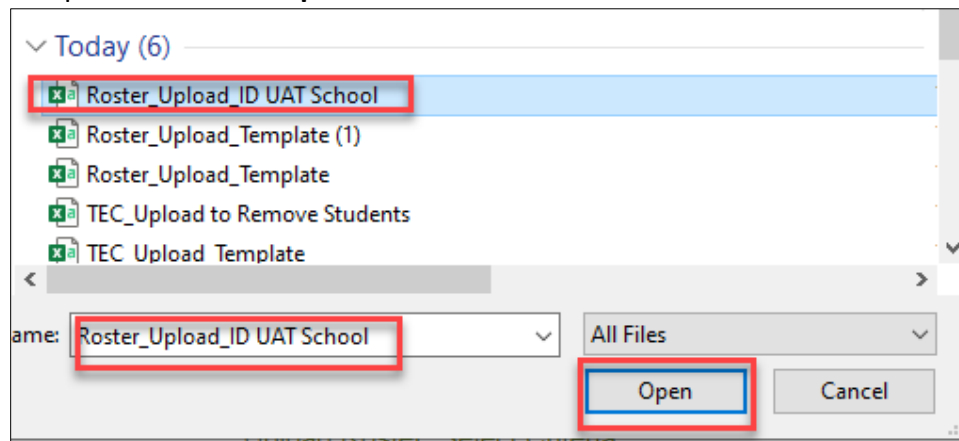 Today (6)
Roster_Upload_ID UAT School
Roster_Upload_Template (1)
Roster_Upload_Template
TEC_Upload to Remove Students
TEC_Upload_Template
ame: Roster_Upload_ID UAT School All Files
Open Cancel